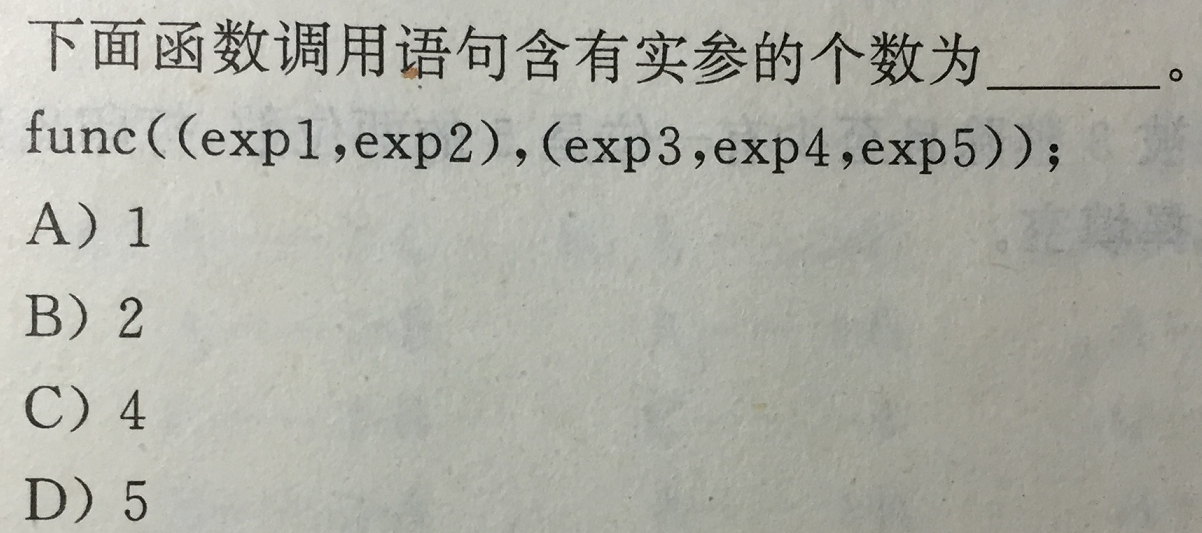 下面函数调用语句含有实参的个数为______。
func((exp1,exp2),(exp3,exp4,exp5));
A) 1
B) 2
C) 4
D) 5